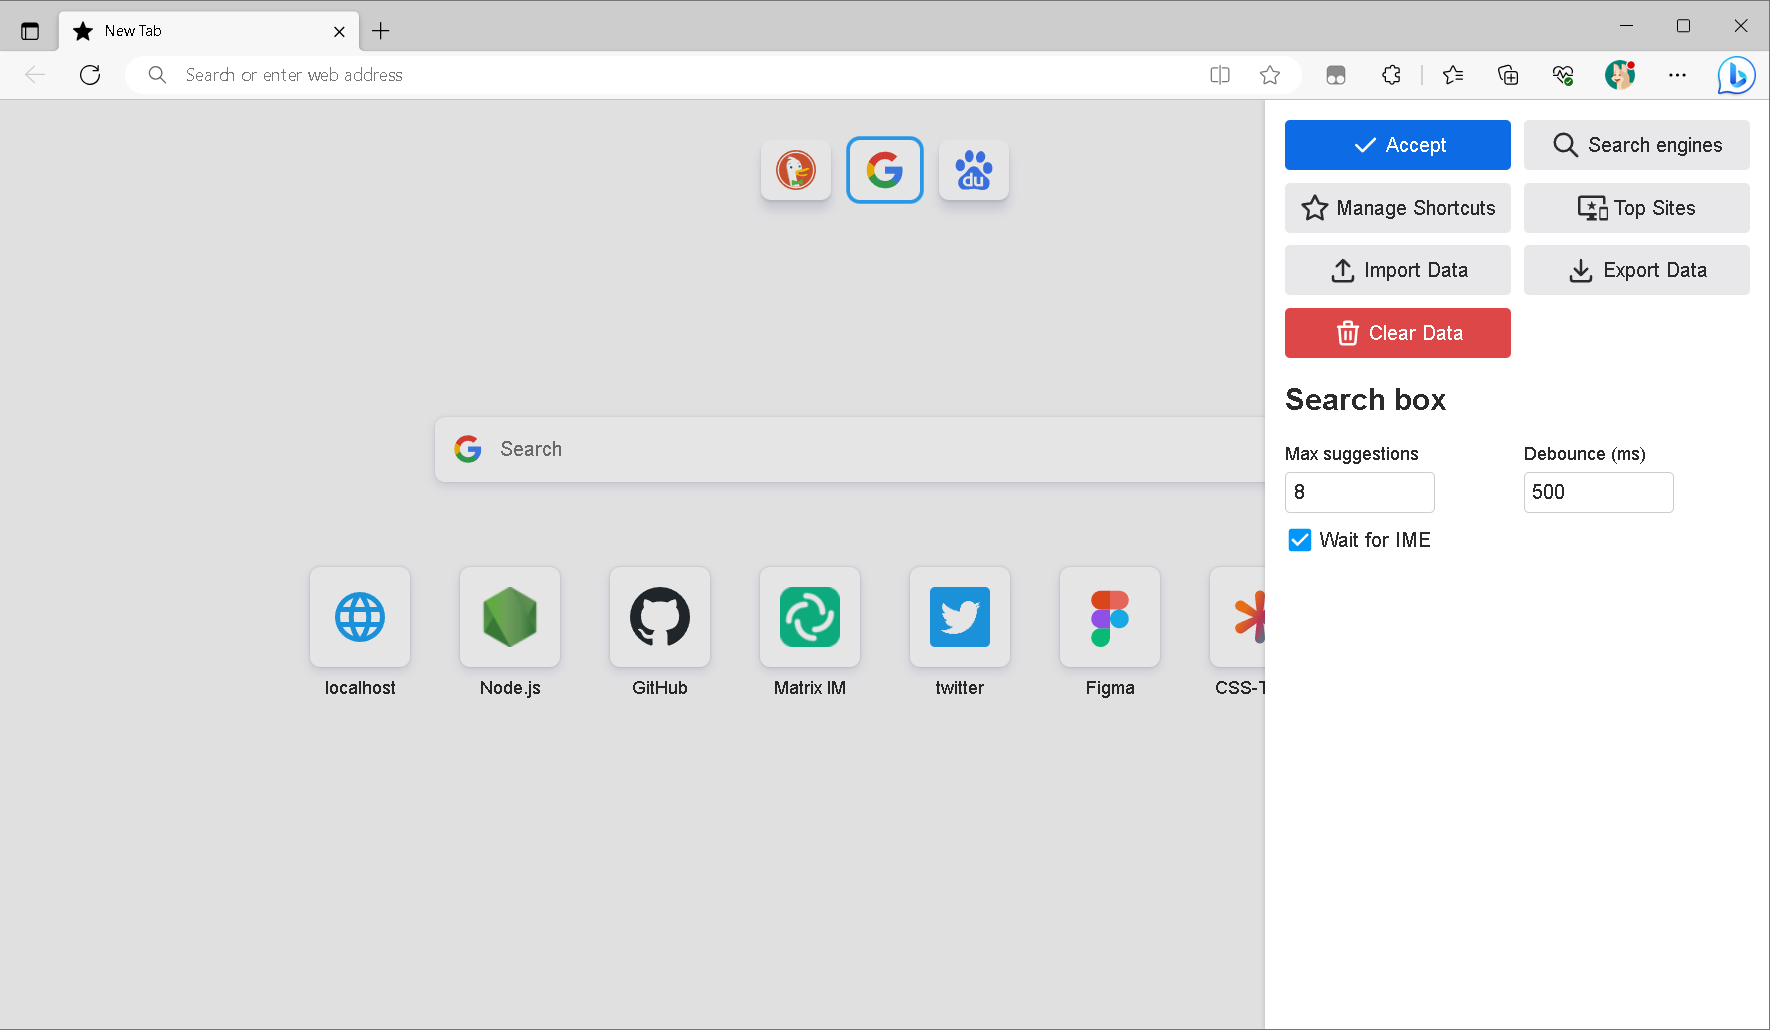 New Tab
Search or enter web address
Accept
Search engines
Manage Shortcuts
Top Sites
Import Data
Export Data
Clear Data
Search box
Max suggestions
Debounce (ms)
8
500
Wait for IME
du
Search
localhost
Node.js
GitHub
Matrix IM
twitter
Figma
CSS-T